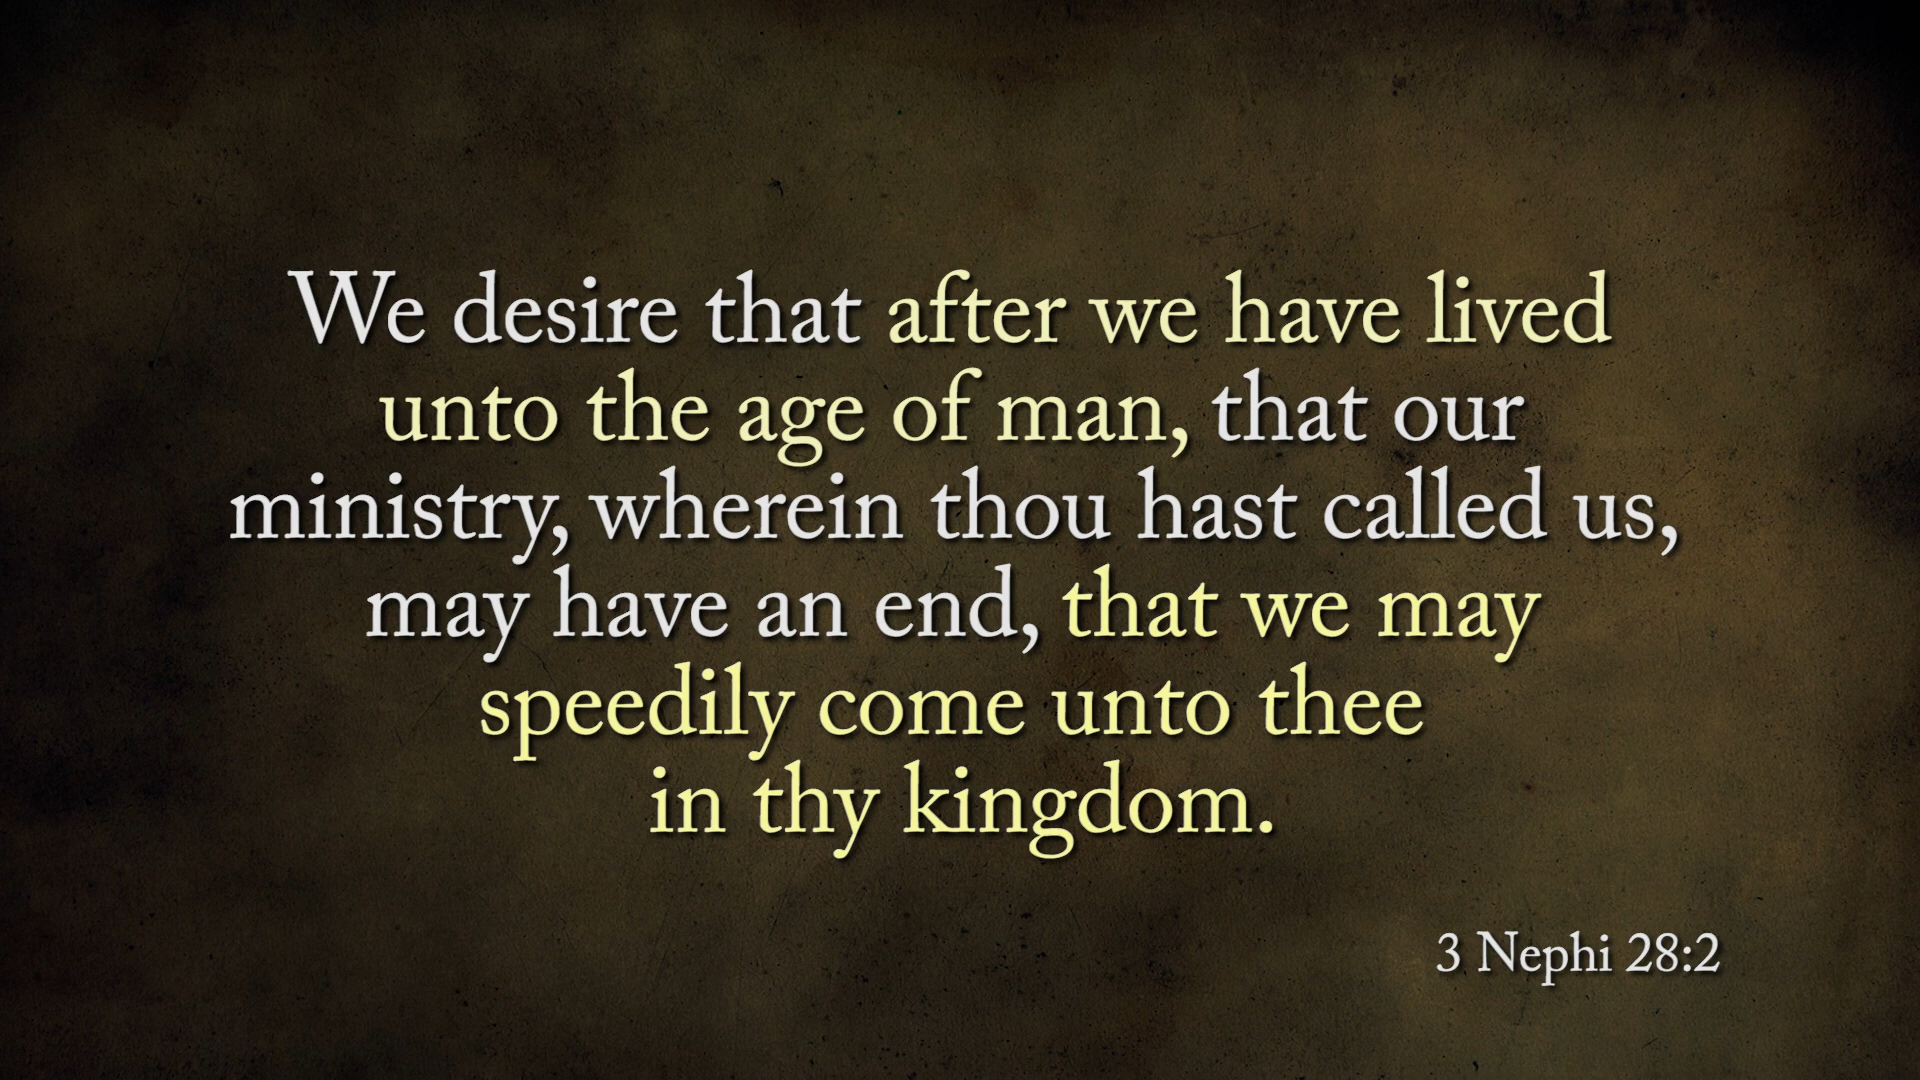 We desire that after we have lived
unto the age of man, that our
ministry, wherein thou hast called us,
may have an end, that we may
speedily come unto thee
in thy kingdom.
3 Nephi 28:2